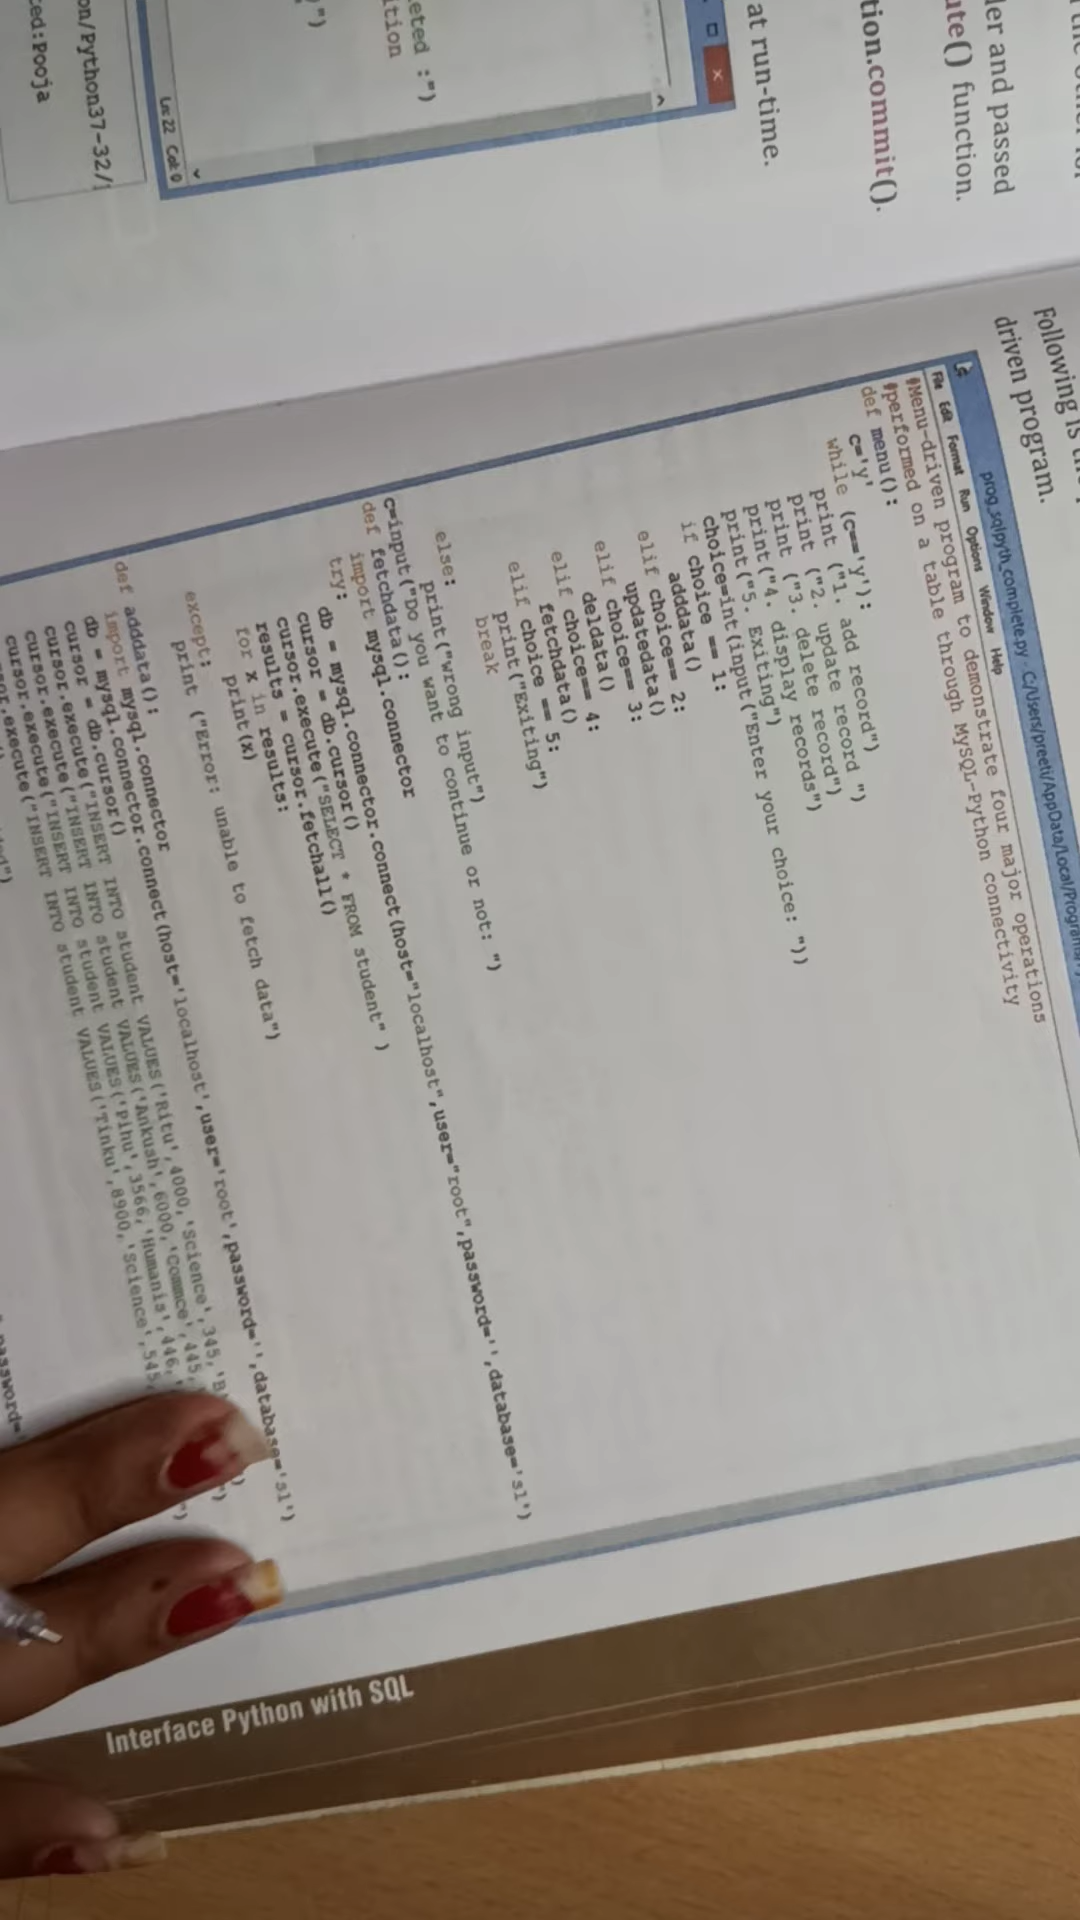 der and passed
ute() function.
tion.commit().
at run-time.
eted :")
ition
")
Ln: 22 Col: 0
on/Python37-32/
ted:Pooja
Following is the
driven program.
prog_sqlpyth_complete.py - C:/Users/preeti/AppData/Local/Programs/
File Edit Format Run Options Window Help
#Menu-driven program to demonstrate four major operations
#performed on a table through MySQL-Python connectivity
def menu():
c='y'
while (c=='y'):
print ("1. add record")
print ("2. update record ")
print ("3. delete record")
print("4. display records")
print("5. Exiting")
choice=int(input("Enter your choice: "))
if choice == 1:
adddata()
elif choice== 2:
updatedata()
elif choice== 3:
deldata()
elif choice== 4:
fetchdata()
elif choice == 5:
print("Exiting")
break
else:
print("wrong input")
c=input("Do you want to continue or not: ")
def fetchdata():
import mysql.connector
try:
db = mysql.connector.connect(host="localhost",user="root",password='',database='sl')
cursor = db.cursor()
cursor.execute("SELECT * FROM student" )
results = cursor.fetchall()
for x in results:
print(x)
except:
print ("Error: unable to fetch data")
def adddata():
import mysql.connector
db = mysql.connector.connect(host='localhost',user='root',password='',database='sl')
cursor = db.cursor()
cursor.execute("INSERT INTO student VALUES('Ritu',4000,'Science',345,'B
cursor.execute("INSERT INTO student VALUES('Ankush',6000,'Commce',445,
cursor.execute("INSERT INTO student VALUES('Pihu',3566,'Humanis',446,
cursor.execute("INSERT INTO student VALUES('Tinku',8900,'Science',545,
password=
Interface Python with SQL